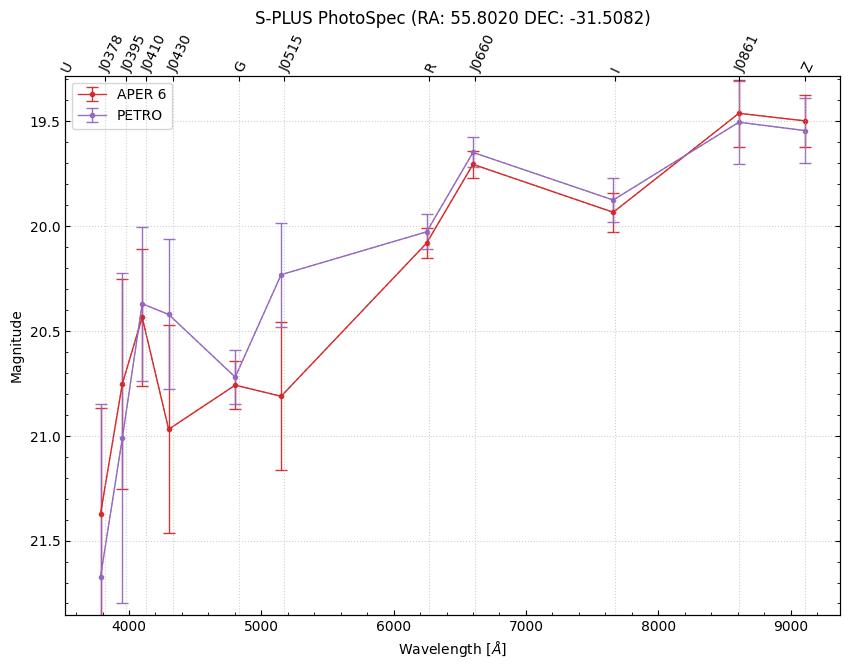 S-PLUS PhotoSpec (RA: 55.8020 DEC: -31.5082)
U J0378 J0395 J0410 J0430 G J0515 R J0660 I J0861 Z
APER 6
PETRO
19.5
20.0
20.5
21.0
21.5
Magnitude
4000 5000 6000 7000 8000 9000
Wavelength [Å]